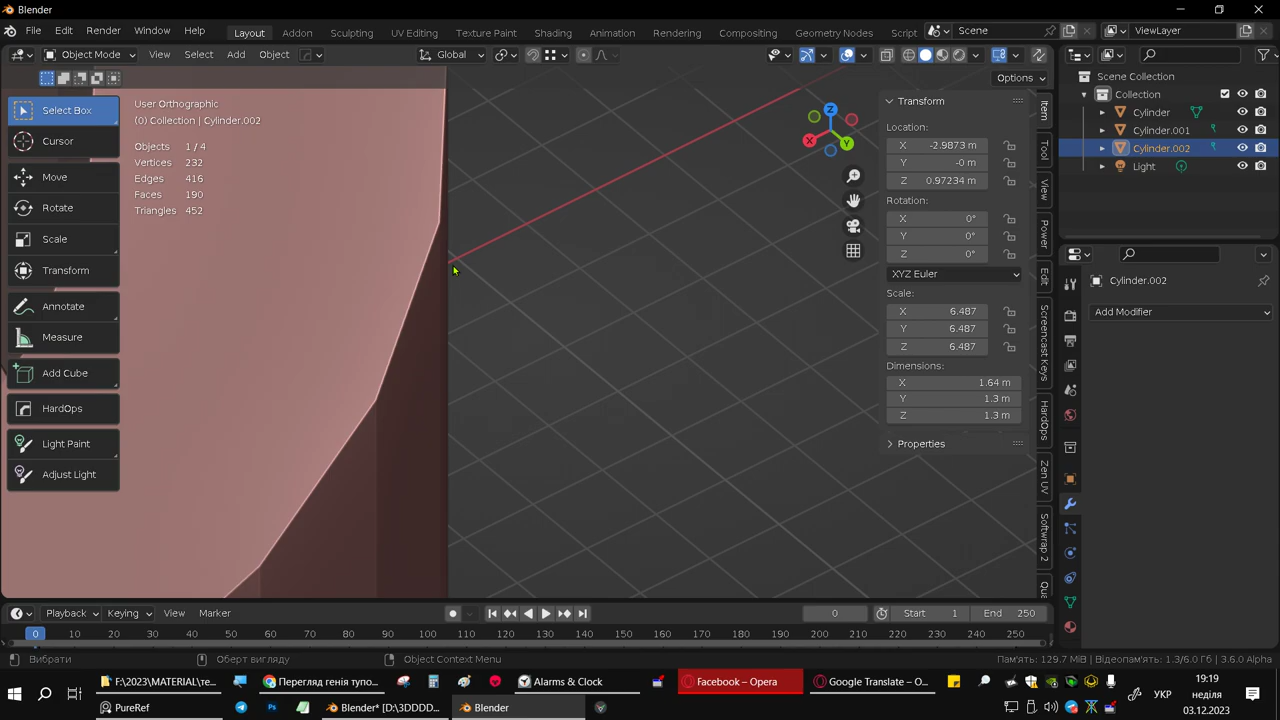 Blender
File Edit Render Window Help Layout Addon Sculpting UV Editing Texture Paint Shading Animation Rendering Compositing Geometry Nodes Script Scene ViewLayer
Object Mode View Select Add Object Global
Options
Select Box
Cursor
Move
Rotate
Scale
Transform
Annotate
Measure
Add Cube
HardOps
Light Paint
Adjust Light
User Orthographic
(0) Collection | Cylinder.002
Objects 1 / 4
Vertices 232
Edges 416
Faces 190
Triangles 452
Z
X
Y
Transform
Location:
X -2.9873 m
Y -0 m
Z 0.97234 m
Rotation:
X 0°
Y 0°
Z 0°
XYZ Euler
Scale:
X 6.487
Y 6.487
Z 6.487
Dimensions:
X 1.64 m
Y 1.3 m
Z 1.3 m
Properties
Item
Tool
View
Power
Edit
Screencast Keys
HardOps
Zen UV
Softwrap 2
Scene Collection
Collection
Cylinder
Cylinder.001
Cylinder.002
Light
Cylinder.002
Add Modifier
Playback Keying View Marker 0 Start 1 End 250
0 10 20 30 40 50 60 70 80 90 100 110 120 130 140 150 160 170 180 190 200 210 220 230 240 250
Вибрати Оберт вигляду Object Context Menu Пам'ять: 129.7 MiB | Відеопам'ять: 1.3/6.0 Гб | 3.6.0 Alpha
F:\2023\MATERIAL\те... Перегляд генія тупо... Alarms & Clock Facebook – Opera Google Translate – O...
PureRef Blender* [D:\3DDDD... Blender
УКР
19:19
неділя
03.12.2023